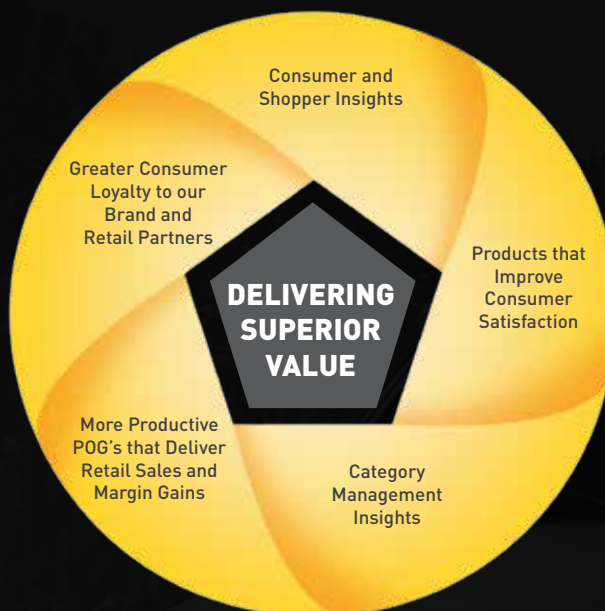 Consumer and
Shopper Insights
Greater Consumer
Loyalty to our
Brand and
Retail Partners
Products that
Improve
Consumer
Satisfaction
DELIVERING
SUPERIOR
VALUE
More Productive
POG's that Deliver
Retail Sales and
Margin Gains
Category
Management
Insights